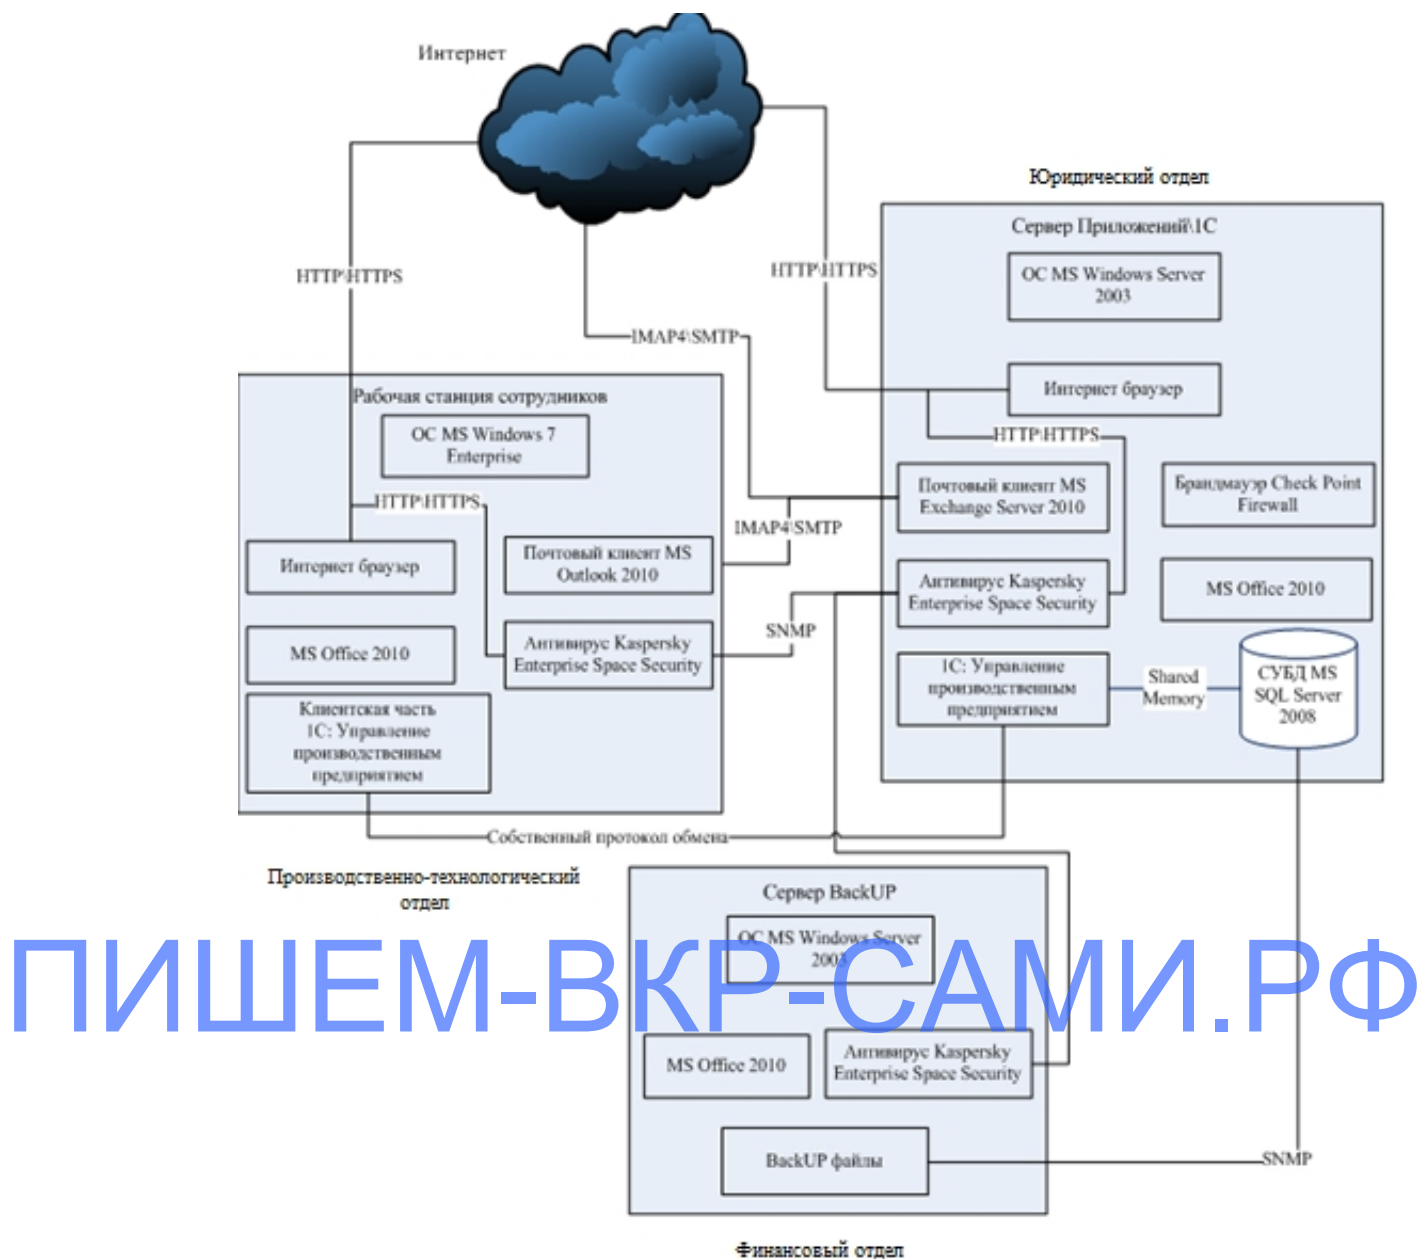 Интернет
Юридический отдел
Сервер Приложений\1С
ОС MS Windows Server
2003
HTTP\HTTPS
HTTP\HTTPS
IMAP4\SMTP
Интернет браузер
Рабочая станция сотрудников
ОС MS Windows 7
Enterprise
HTTP\HTTPS
Почтовый клиент MS
Exchange Server 2010
Брандмауэр Check Point
Firewall
HTTP\HTTPS
IMAP4\SMTP
Интернет браузер
Почтовый клиент MS
Outlook 2010
Антивирус Kaspersky
Enterprise Space Security
MS Office 2010
SNMP
MS Office 2010
Антивирус Kaspersky
Enterprise Space Security
1С: Управление
производственным
предприятием
Shared
Memory
СУБД MS
SQL Server
2008
Клиентская часть
1С: Управление
производственным
предприятием
Собственный протокол обмена
Производственно-технологический
отдел
Сервер BackUP
ОС MS Windows Server
2003
ПИШЕМ-ВКР-САМИ.РФ
MS Office 2010
Антивирус Kaspersky
Enterprise Space Security
BackUP файлы
SNMP
Финансовый отдел